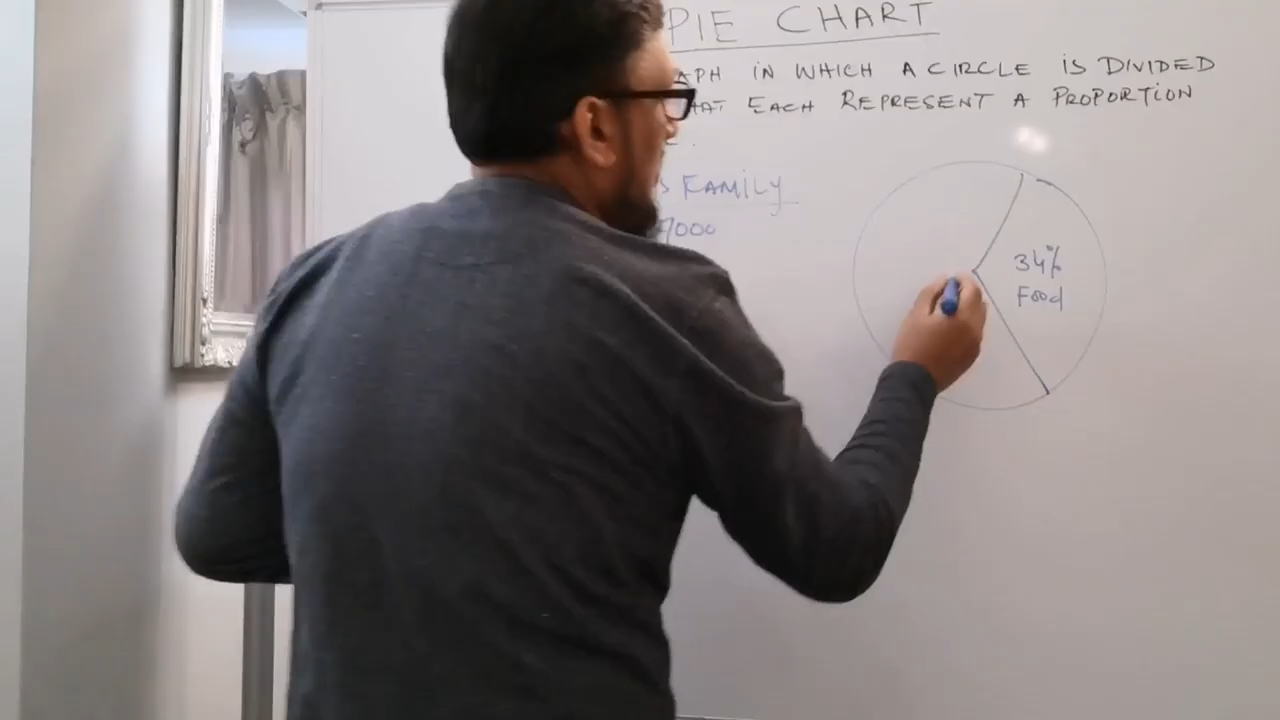 PIE CHART
APH IN WHICH A CIRCLE IS DIVIDED
HAT EACH REPRESENT A PROPORTION
S FAMILY
7000
34%
Food